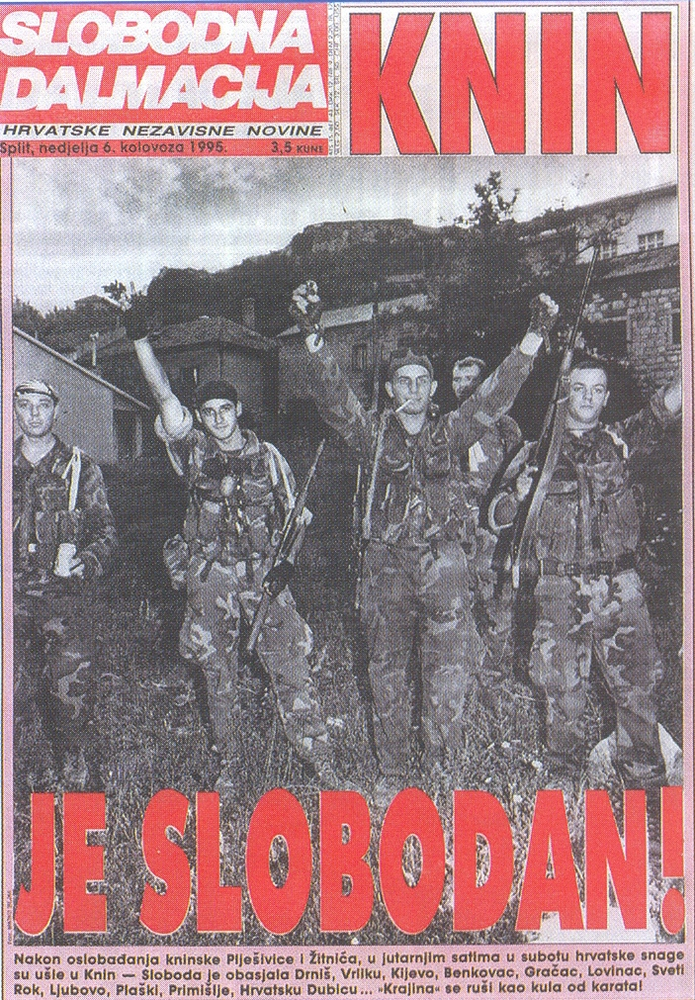 SLOBODNA
DALMACIJA
HRVATSKE NEZAVISNE NOVINE
Split, nedjelja 6. kolovoza 1995. 3,5 KUNE
KNIN
JE SLOBODAN!
Nakon oslobađanja kninske Plješivice i Žitnića, u jutarnjim satima u subotu hrvatske snage
su ušle u Knin — Sloboda je obasjala Drniš, Vrliku, Kijevo, Benkovac, Gračac, Lovinac, Sveti
Rok, Ljubovo, Plaški, Primišlje, Hrvatsku Dubicu ... »Krajina« se ruši kao kula od karata!